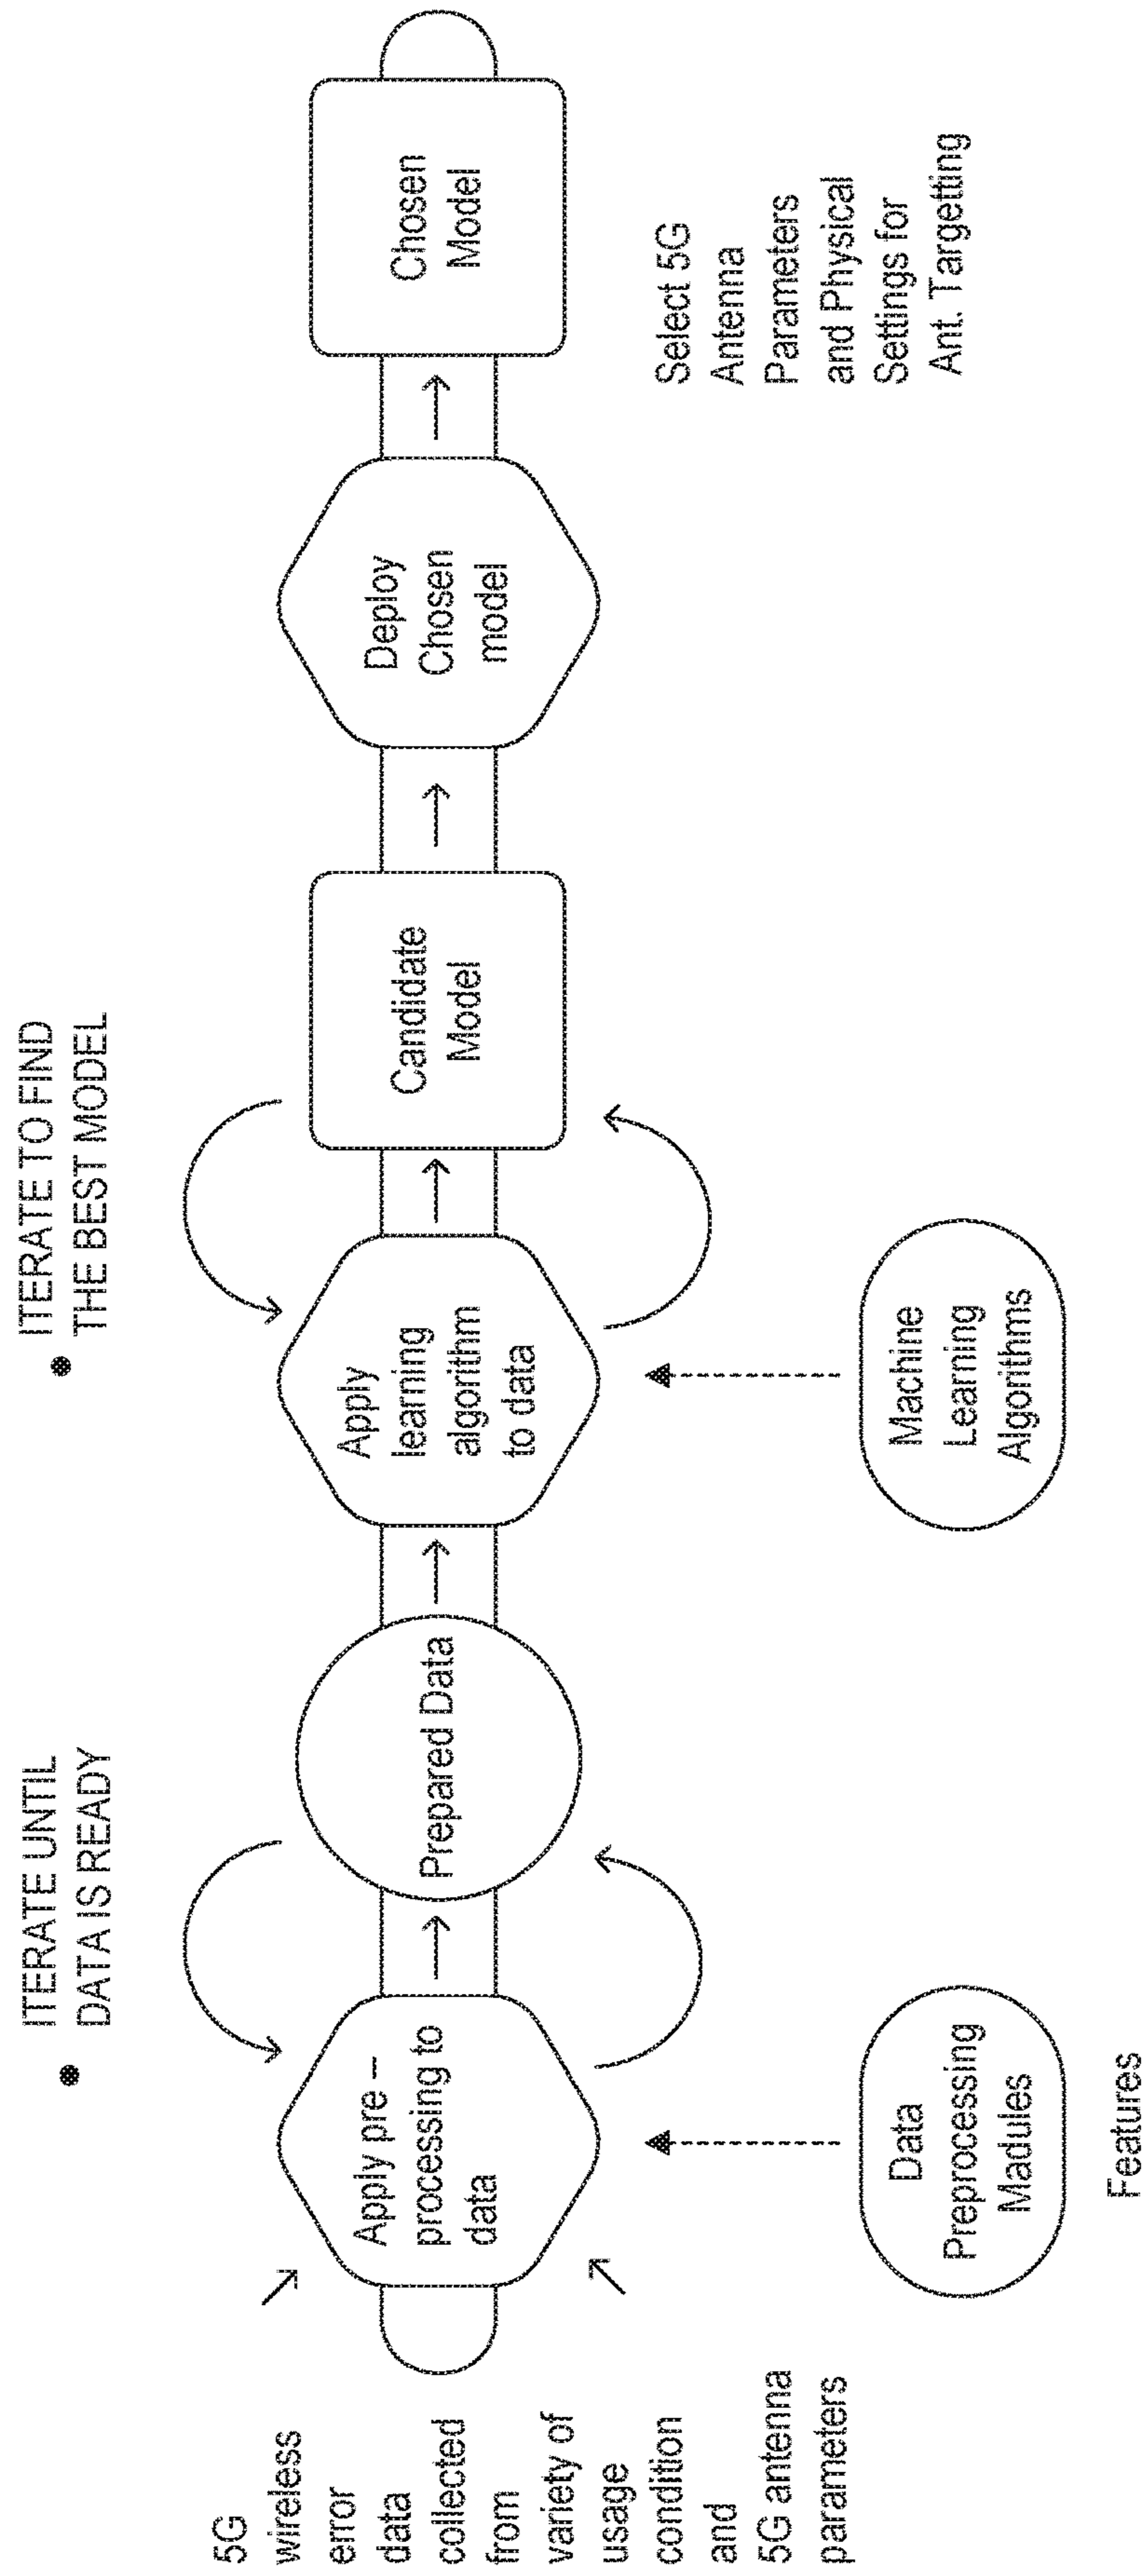 ITERATE UNTIL
DATA IS READY
ITERATE TO FIND
THE BEST MODEL
5G
wireless
error
data
collected
from
variety of
usage
condition
and
5G antenna
parameters
Apply pre –
processing to
data
Prepared Data
Apply
learning
algorithm
to data
Candidate
Model
Deploy
Chosen
model
Chosen
Model
Data
Preprocessing
Madules
Features
Machine
Learning
Algorithms
Select 5G
Antenna
Parameters
and Physical
Settings for
Ant. Targetting